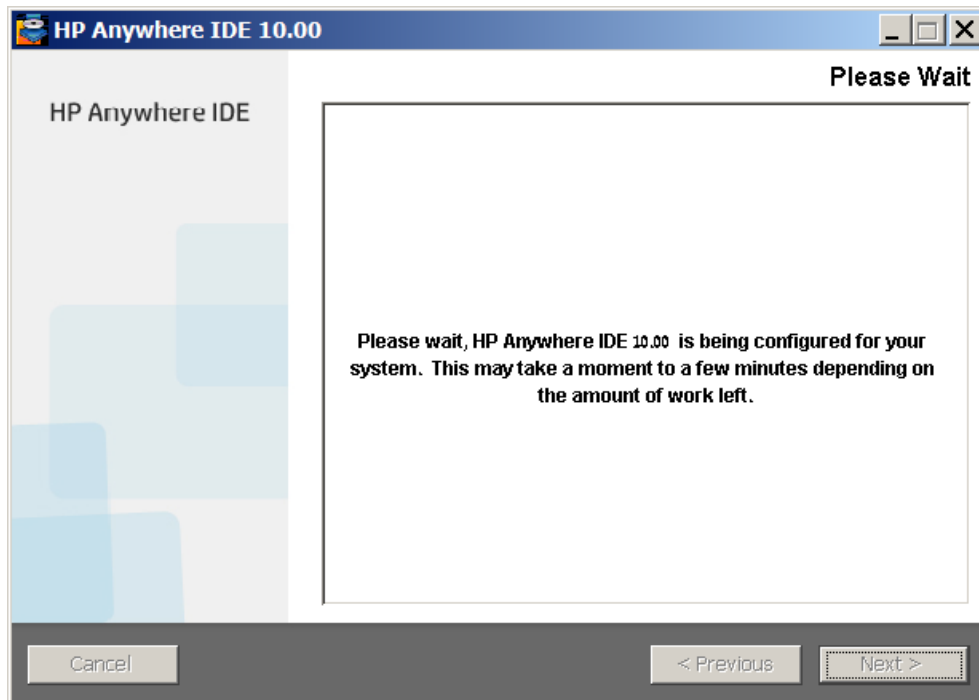 HP Anywhere IDE 10.00
Please Wait
HP Anywhere IDE
Please wait, HP Anywhere IDE 10.00 is being configured for your
system. This may take a moment to a few minutes depending on
the amount of work left.
Cancel
< Previous
Next >